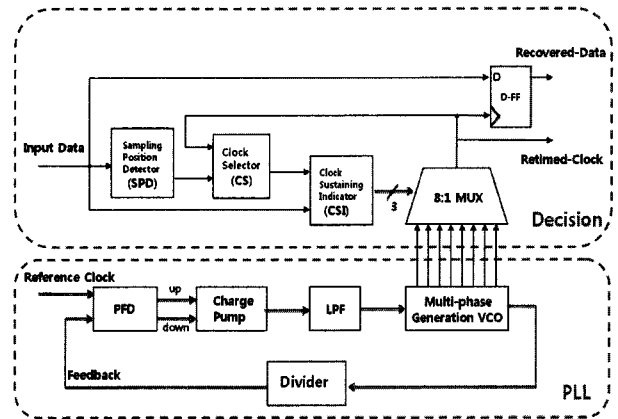 Recovered-Data
D
D-FF
Input Data
Sampling
Position
Detector
(SPD)
Clock
Selector
(CS)
Clock
Sustaining
Indicator
(CSI)
3
8:1 MUX
Retimed-Clock
Decision
Reference Clock
PFD
up
down
Charge
Pump
LPF
Multi-phase
Generation VCO
Feedback
Divider
PLL